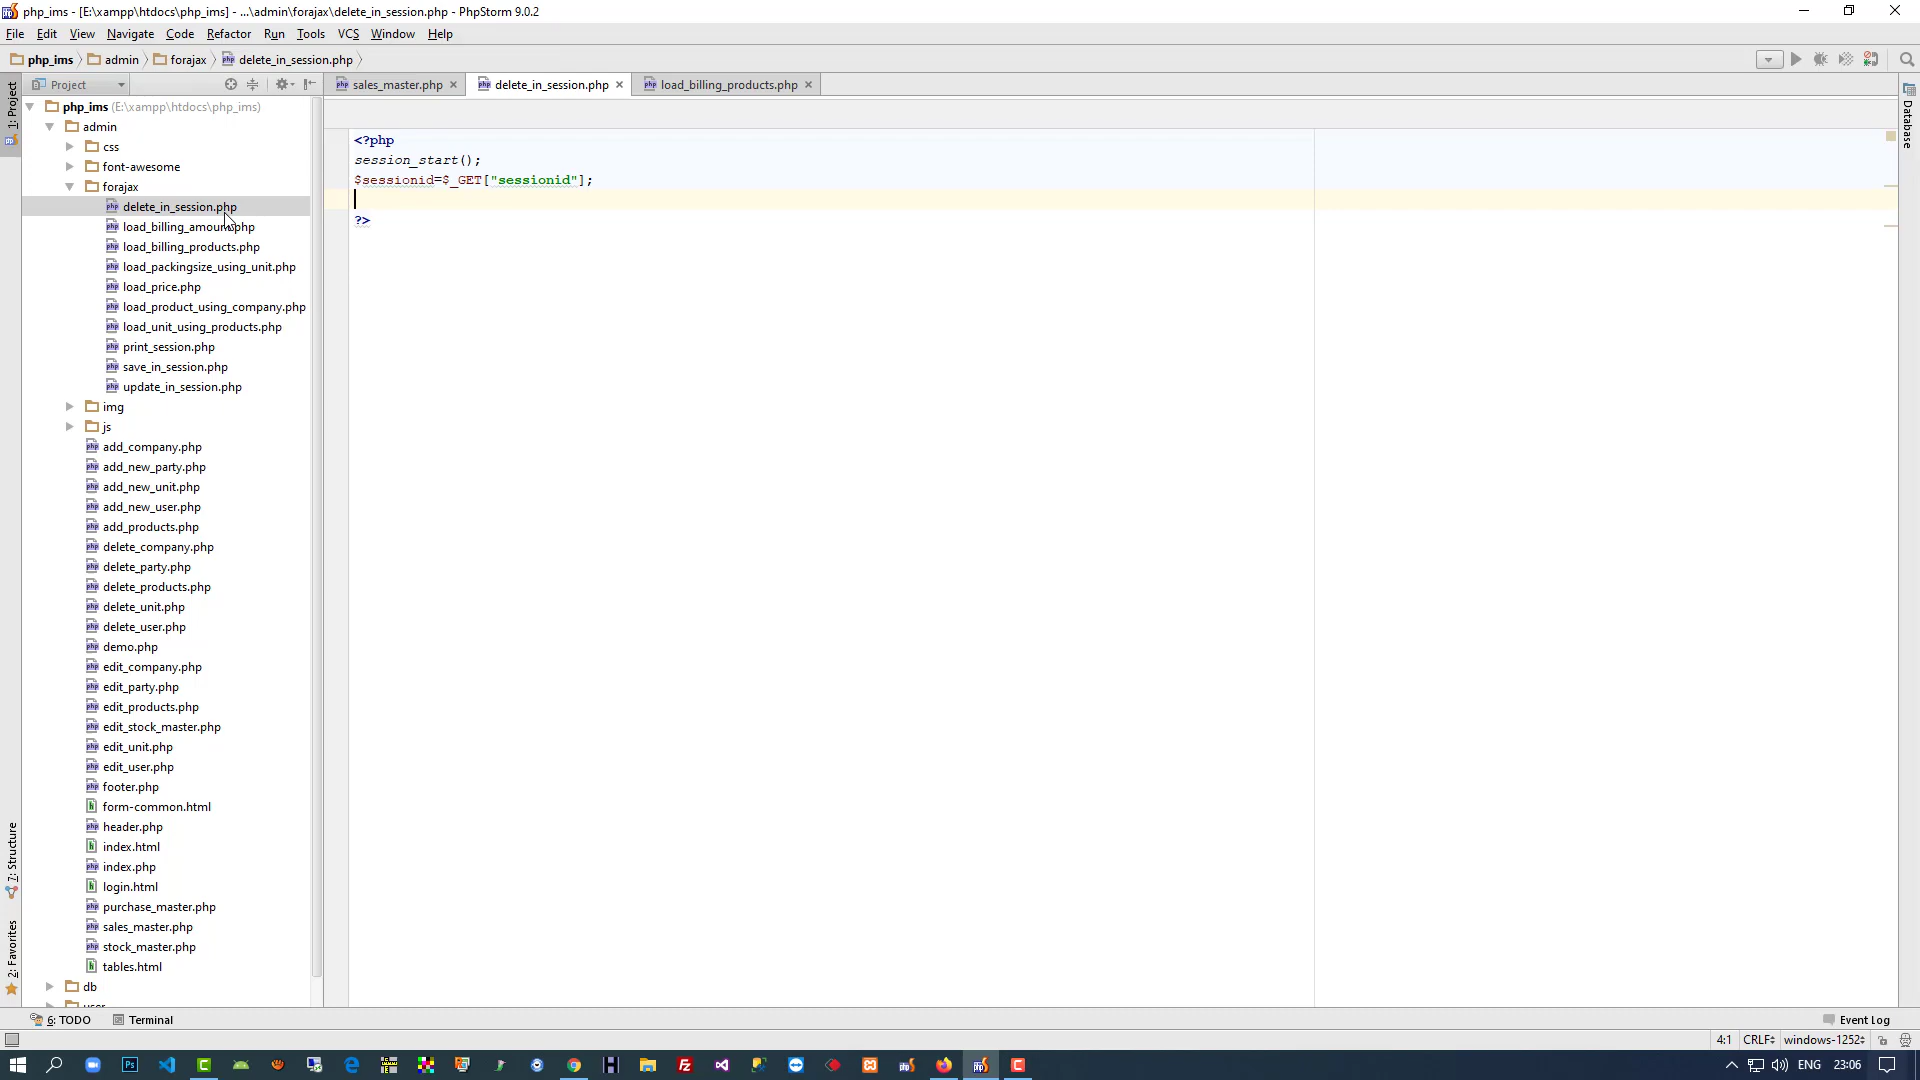 php_ims - [E:\xampp\htdocs\php_ims] - ...\admin\forajax\delete_in_session.php - PhpStorm 9.0.2
File Edit View Navigate Code Refactor Run Tools VCS Window Help
php_ims admin forajax delete_in_session.php
Project
sales_master.php
delete_in_session.php
load_billing_products.php
1: Project
Database
php_ims (E:\xampp\htdocs\php_ims)
admin
css
font-awesome
forajax
delete_in_session.php
load_billing_amount.php
load_billing_products.php
load_packingsize_using_unit.php
load_price.php
load_product_using_company.php
load_unit_using_products.php
print_session.php
save_in_session.php
update_in_session.php
img
js
add_company.php
add_new_party.php
add_new_unit.php
add_new_user.php
add_products.php
delete_company.php
delete_party.php
delete_products.php
delete_unit.php
delete_user.php
demo.php
edit_company.php
edit_party.php
edit_products.php
edit_stock_master.php
edit_unit.php
edit_user.php
footer.php
form-common.html
header.php
index.html
index.php
login.html
purchase_master.php
sales_master.php
stock_master.php
tables.html
db
user
<?php
session_start();
$sessionid=$_GET["sessionid"];
?>
7: Structure
2: Favorites
6: TODO
Terminal
Event Log
4:1 CRLF windows-1252
ENG 23:06